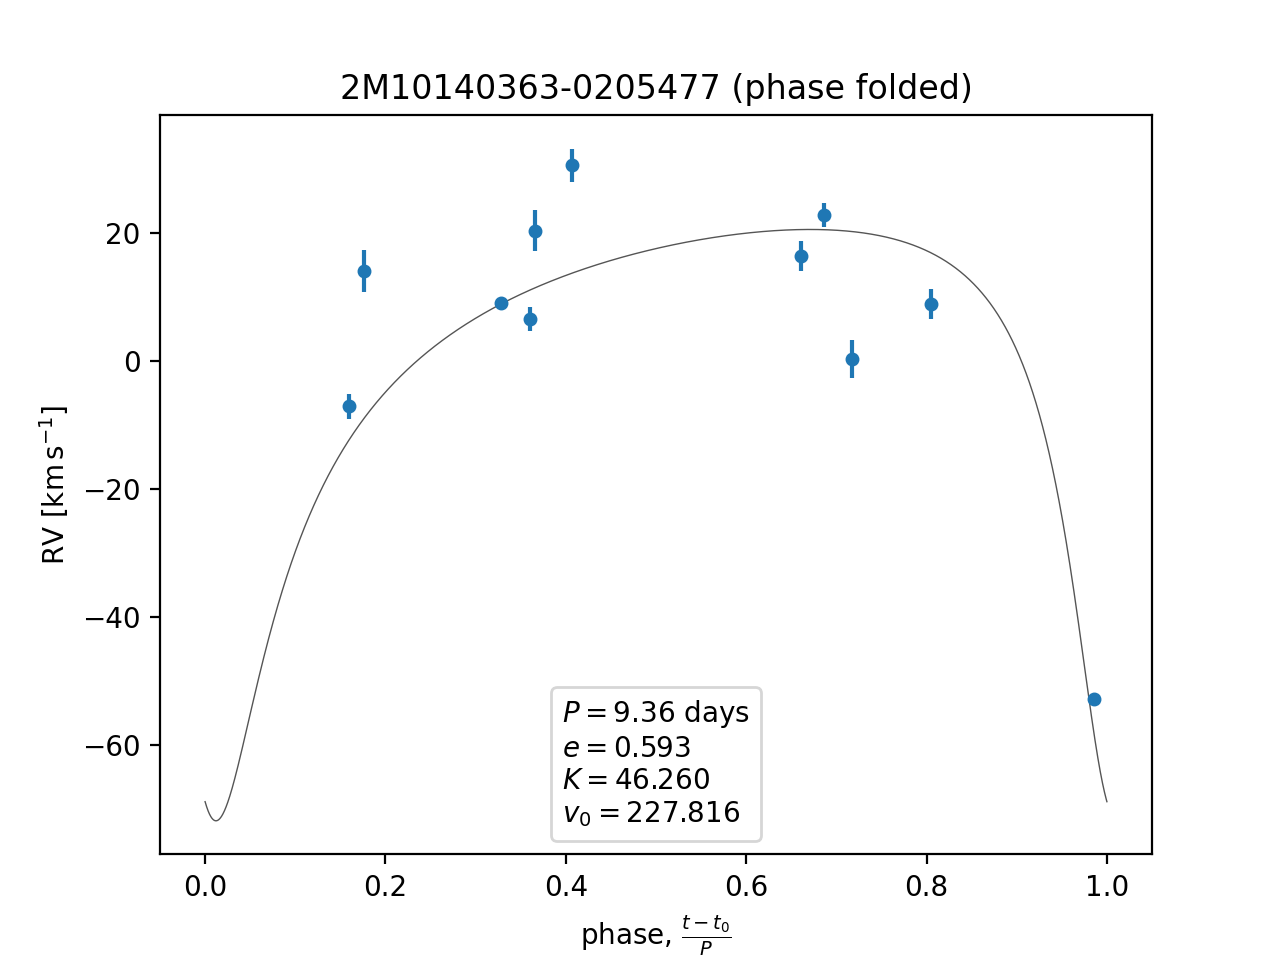 2M10140363-0205477 (phase folded)
20
0
−20
−40
−60
RV [km s⁻¹]
P = 9.36 days
e = 0.593
K = 46.260
v₀ = 227.816
0.0 0.2 0.4 0.6 0.8 1.0
phase, (t − t₀)/P